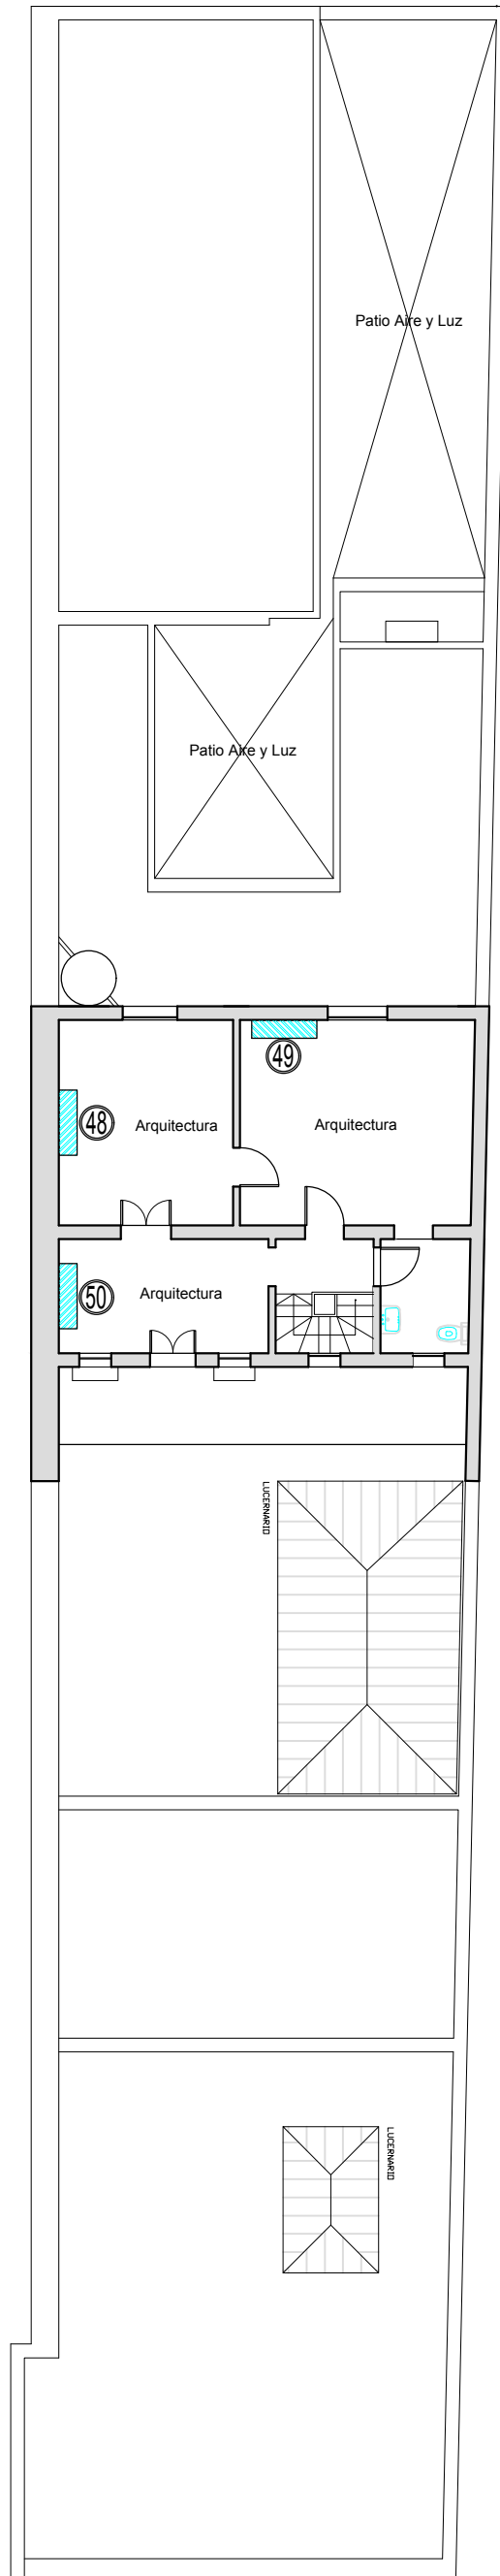 Patio Aire y Luz
Patio Aire y Luz
49
48
Arquitectura
Arquitectura
50
Arquitectura
LUCERNARIO
LUCERNARIO